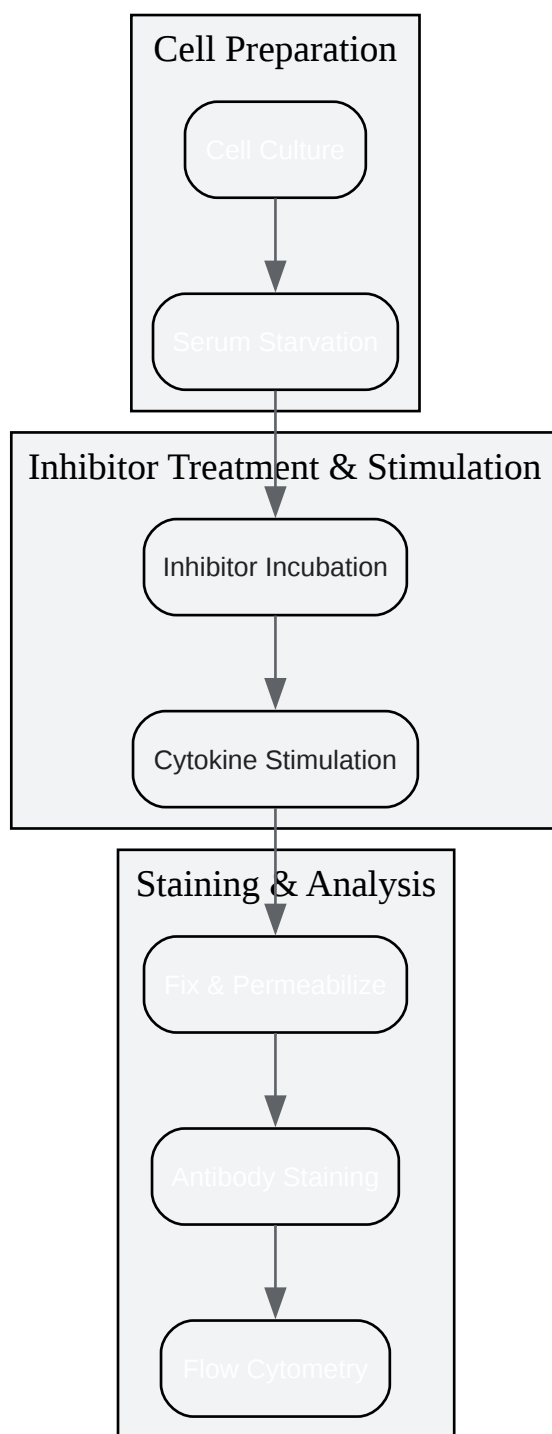 Cell Preparation
Cell Culture
Serum Starvation
Inhibitor Treatment & Stimulation
Inhibitor Incubation
Cytokine Stimulation
Staining & Analysis
Fix & Permeabilize
Antibody Staining
Flow Cytometry